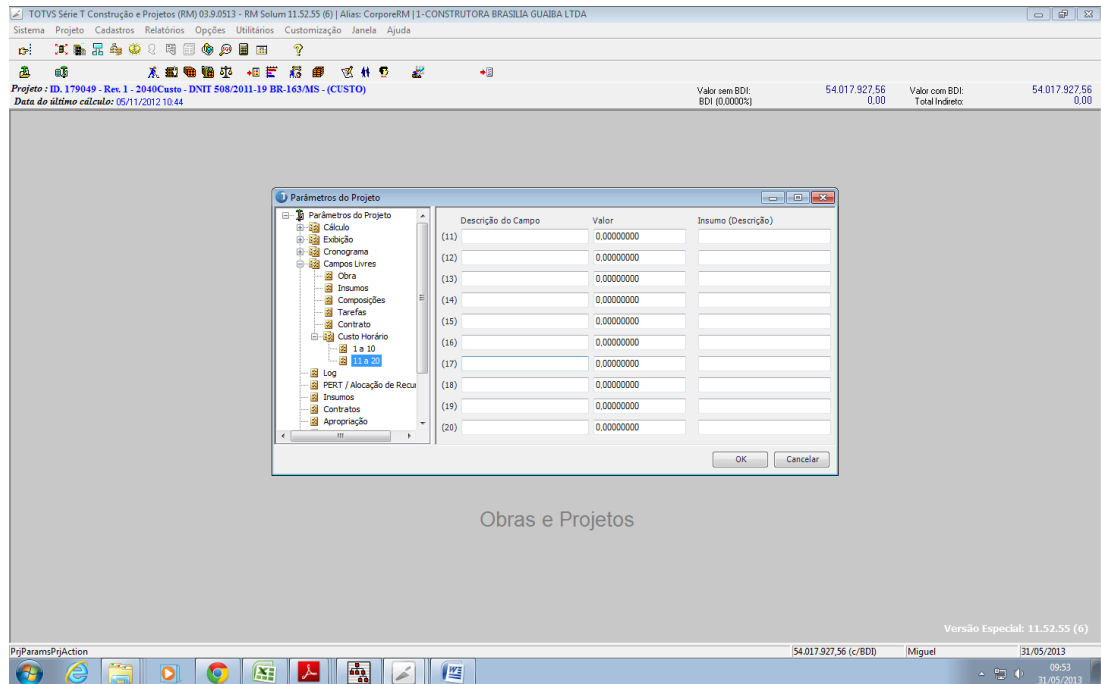 TOTVS Série T Construção e Projetos (RM) 03.9.0513 - RM Solum 11.52.55 (6) | Alias: CorporeRM | 1-CONSTRUTORA BRASILIA GUAIBA LTDA
Sistema Projeto Cadastros Relatórios Opções Utilitários Customização Janela Ajuda
Projeto : ID. 179049 - Rev. 1 - 2040Custo - DNIT 508/2011-19 BR-163/MS - (CUSTO)
Valor sem BDI: 54.017.927,56 Valor com BDI: 54.017.927,56
Data do último cálculo: 05/11/2012 10:44
BDI (0,0000%) 0,00 Total Indireto: 0,00
Parâmetros do Projeto
Parâmetros do Projeto
Cálculo
Exibição
Cronograma
Campos Livres
Obra
Insumos
Composições
Tarefas
Contrato
Custo Horário
1 a 10
11 a 20
Log
PERT / Alocação de Recur
Insumos
Contratos
Apropriação
Descrição do Campo Valor Insumo (Descrição)
(11) 0,00000000
(12) 0,00000000
(13) 0,00000000
(14) 0,00000000
(15) 0,00000000
(16) 0,00000000
(17) 0,00000000
(18) 0,00000000
(19) 0,00000000
(20) 0,00000000
OK Cancelar
Obras e Projetos
Versão Especial: 11.52.55 (6)
PrjParamsPrjAction 54.017.927,56 (c/BDI) Miguel 31/05/2013
09:53
31/05/2013